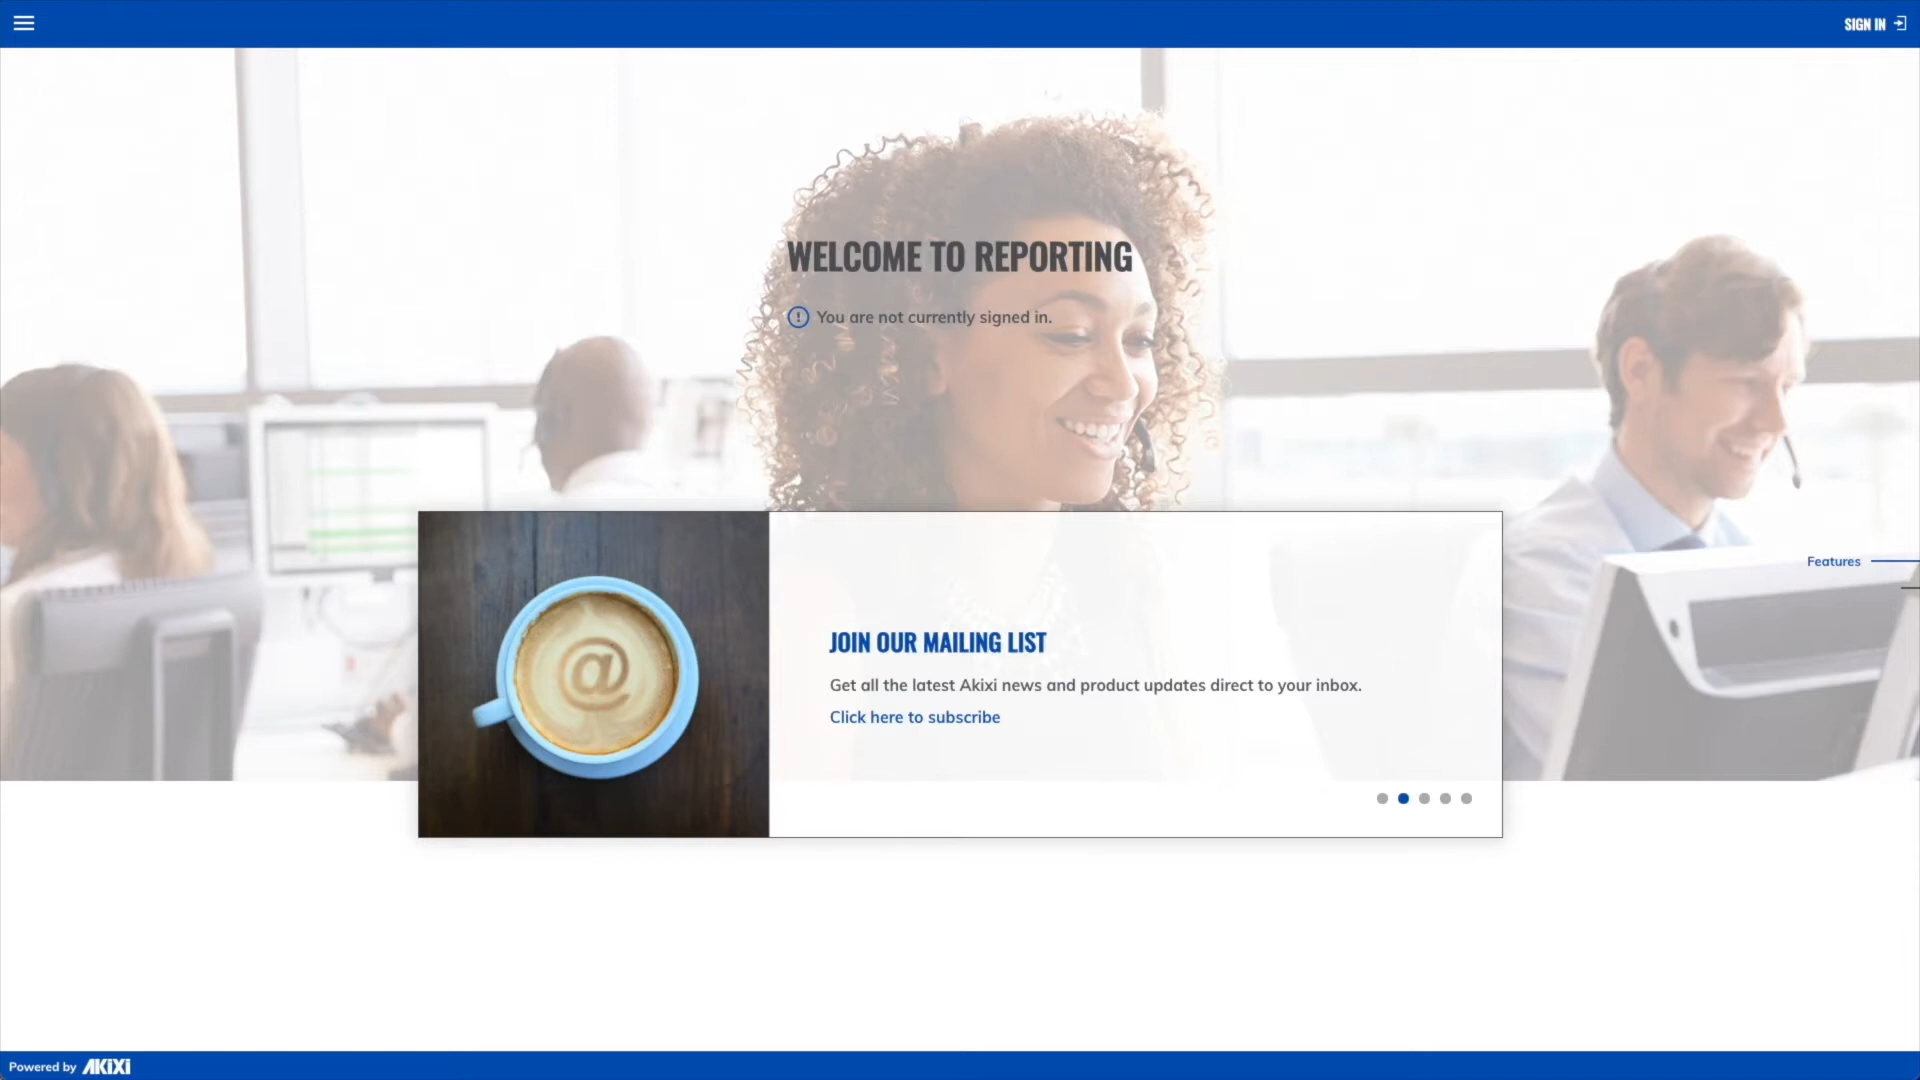 SIGN IN
WELCOME TO REPORTING
You are not currently signed in.
Features
@
JOIN OUR MAILING LIST
Get all the latest Akixi news and product updates direct to your inbox.
Click here to subscribe
Powered by AKiXi